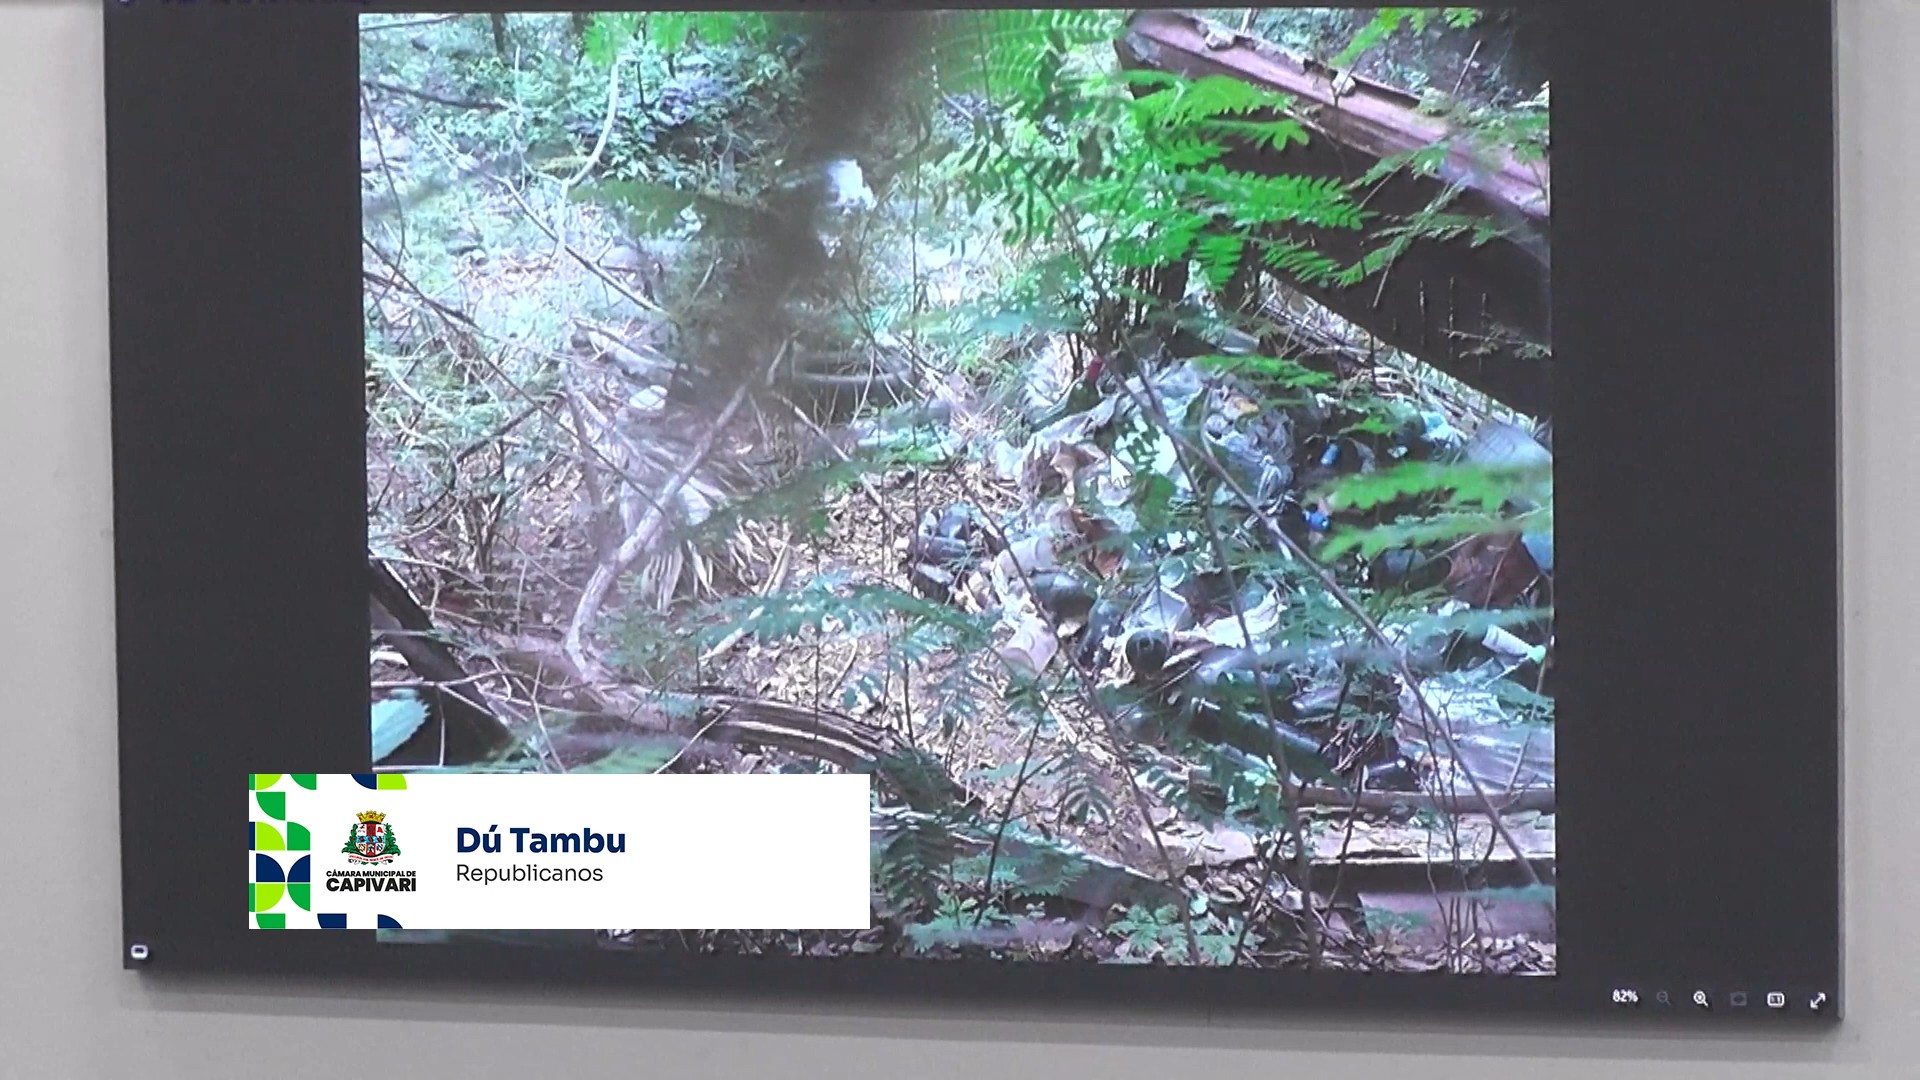 CÂMARA MUNICIPAL DE
CAPIVARI
Dú Tambu
Republicanos
82%